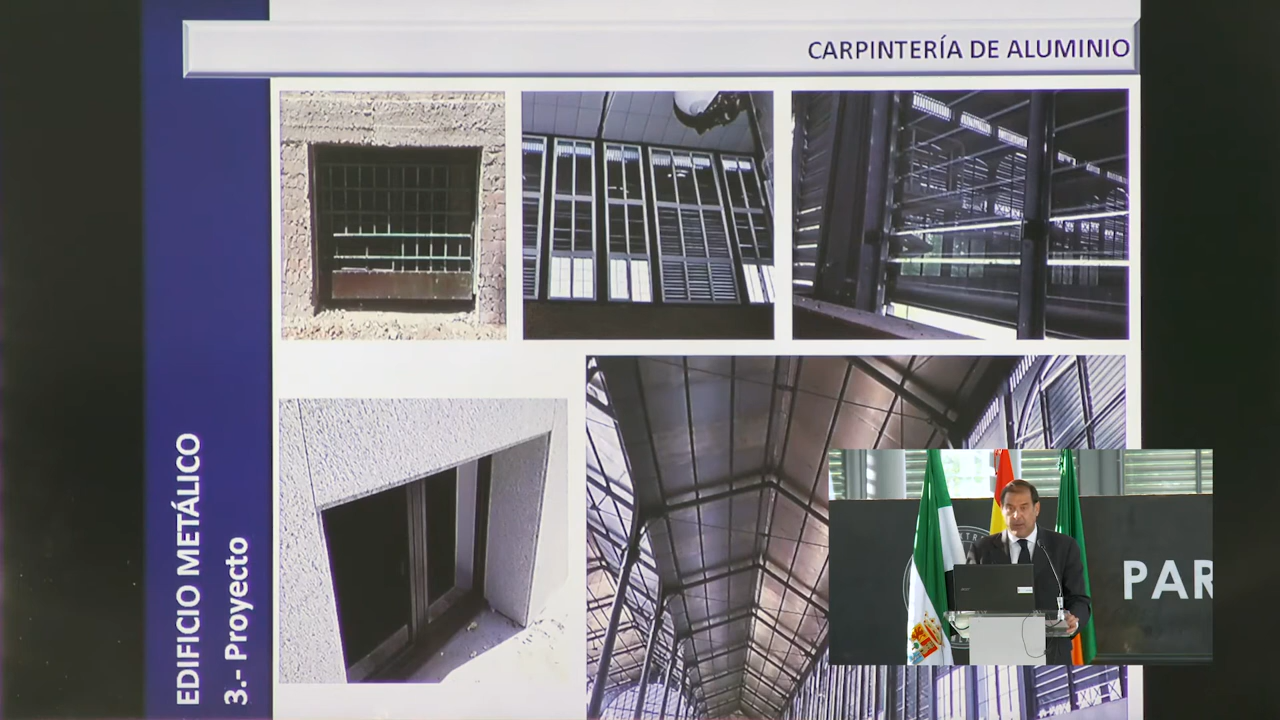 CARPINTERÍA DE ALUMINIO
EDIFICIO METÁLICO
3.- Proyecto
PAR